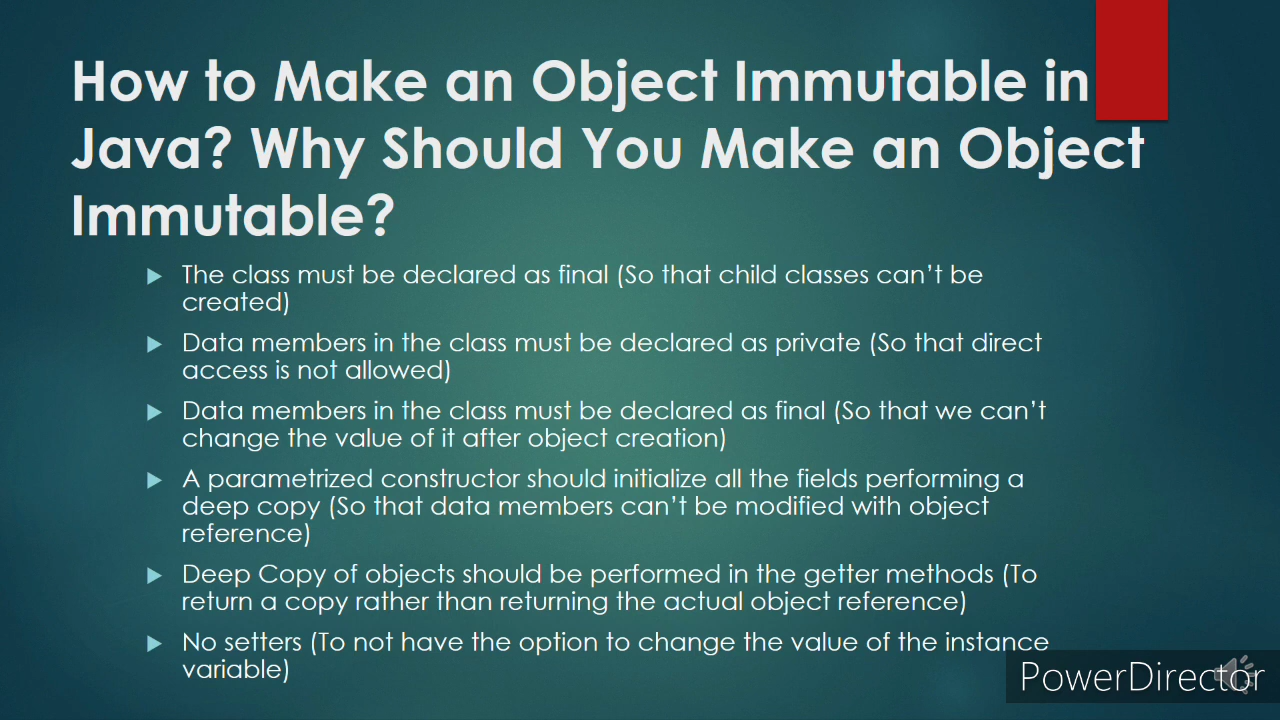 How to Make an Object Immutable in
Java? Why Should You Make an Object
Immutable?
The class must be declared as final (So that child classes can’t be
created)
Data members in the class must be declared as private (So that direct
access is not allowed)
Data members in the class must be declared as final (So that we can’t
change the value of it after object creation)
A parametrized constructor should initialize all the fields performing a
deep copy (So that data members can’t be modified with object
reference)
Deep Copy of objects should be performed in the getter methods (To
return a copy rather than returning the actual object reference)
No setters (To not have the option to change the value of the instance
variable)
PowerDirector